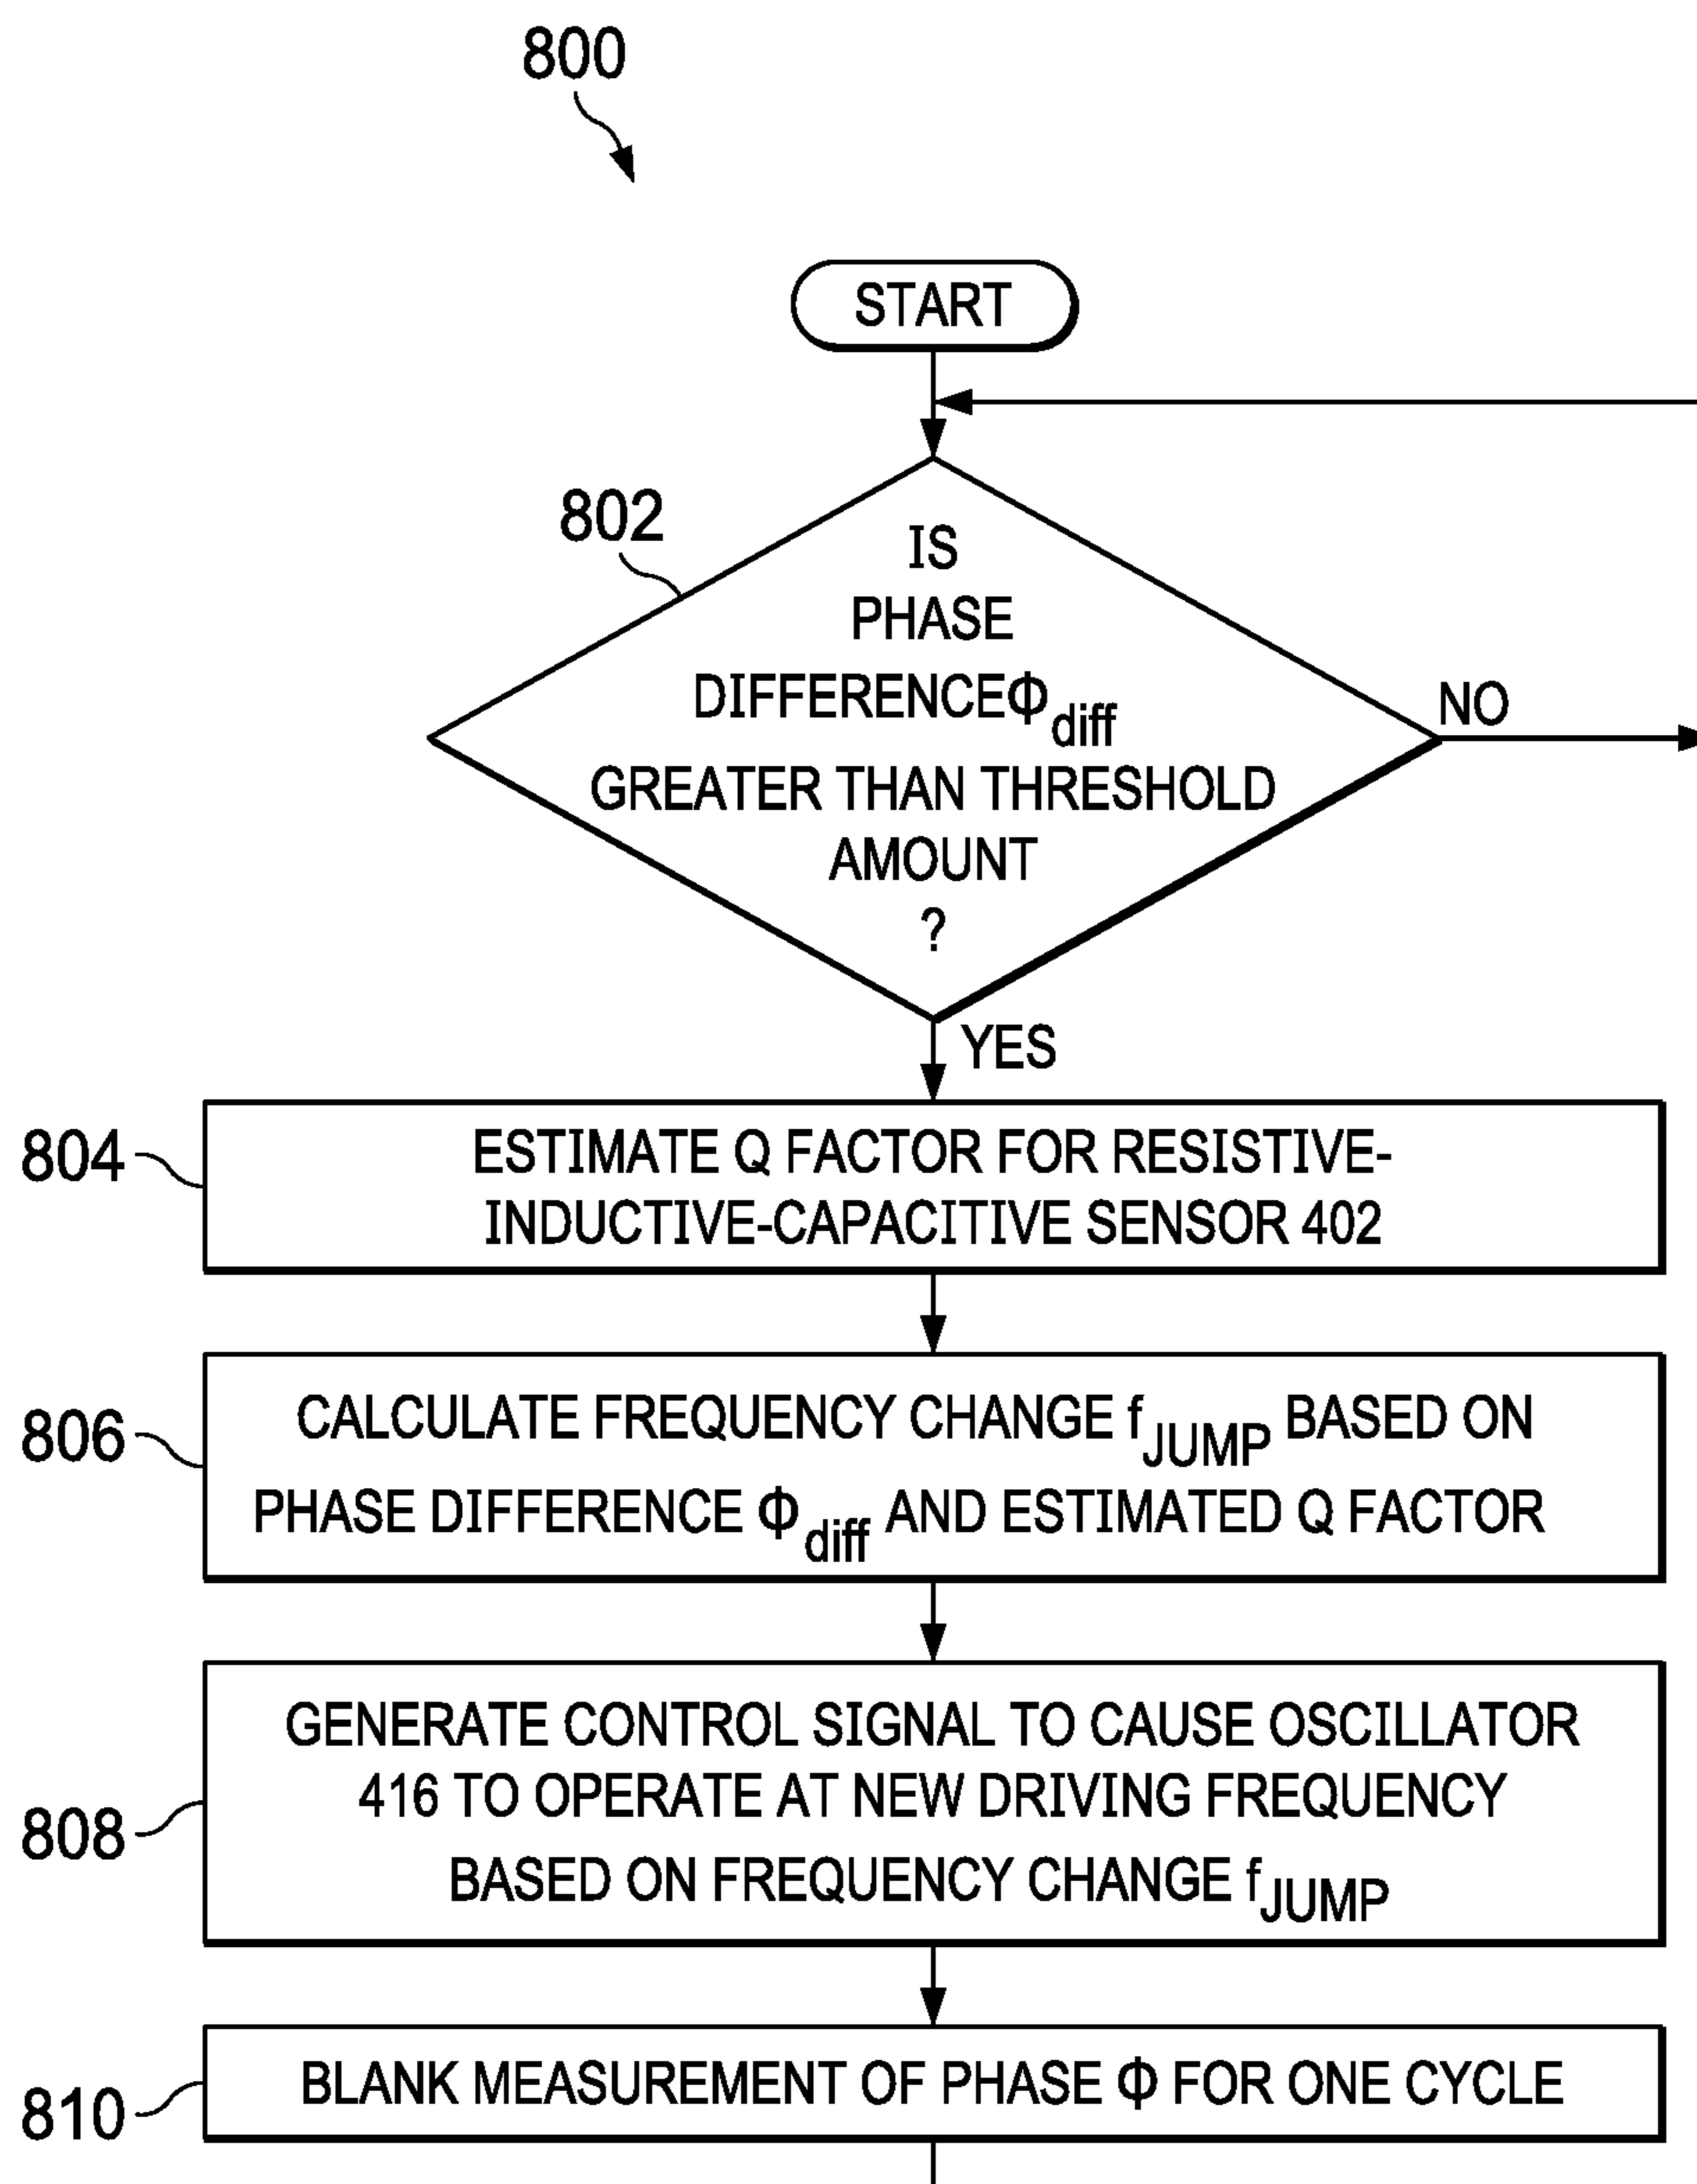 800
START
802
IS
PHASE
DIFFERENCEΦdiff
GREATER THAN THRESHOLD
AMOUNT
?
NO
YES
804
ESTIMATE Q FACTOR FOR RESISTIVE-
INDUCTIVE-CAPACITIVE SENSOR 402
806
CALCULATE FREQUENCY CHANGE fJUMP BASED ON
PHASE DIFFERENCE Φdiff AND ESTIMATED Q FACTOR
808
GENERATE CONTROL SIGNAL TO CAUSE OSCILLATOR
416 TO OPERATE AT NEW DRIVING FREQUENCY
BASED ON FREQUENCY CHANGE fJUMP
810
BLANK MEASUREMENT OF PHASE Φ FOR ONE CYCLE